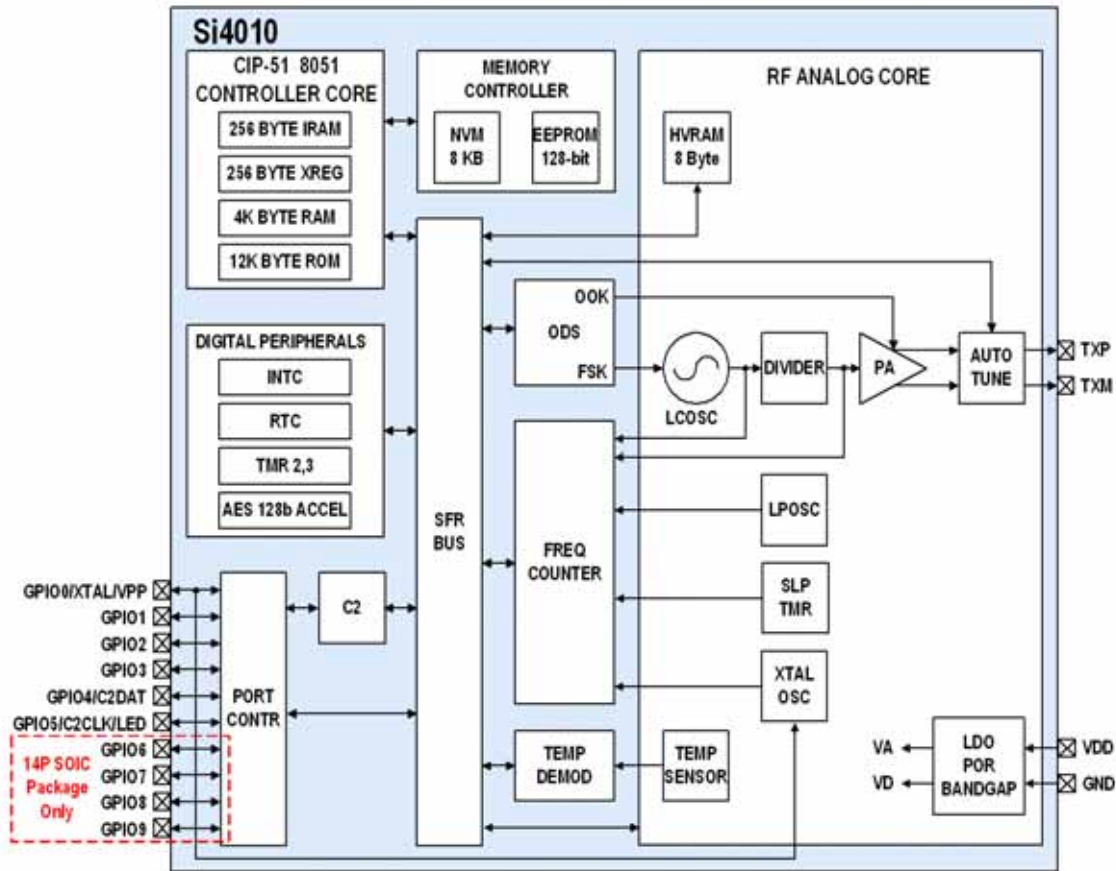 Si4010
CIP-51 8051
CONTROLLER CORE
256 BYTE IRAM
256 BYTE XREG
4K BYTE RAM
12K BYTE ROM
MEMORY
CONTROLLER
NVM
8 KB
EEPROM
128-bit
RF ANALOG CORE
HVRAM
8 Byte
DIGITAL PERIPHERALS
INTC
RTC
TMR 2,3
AES 128b ACCEL
SFR
BUS
OOK
ODS
FSK
LCOSC
DIVIDER
PA
AUTO
TUNE
TXP
TXM
FREQ
COUNTER
LPOSC
SLP
TMR
XTAL
OSC
GPIO0/XTAL/VPP
GPIO1
GPIO2
GPIO3
GPIO4/C2DAT
GPIO5/C2CLK/LED
GPIO6
GPIO7
GPIO8
GPIO9
14P SOIC
Package
Only
PORT
CONTR
C2
TEMP
DEMOD
TEMP
SENSOR
VA
VD
LDO
POR
BANDGAP
VDD
GND